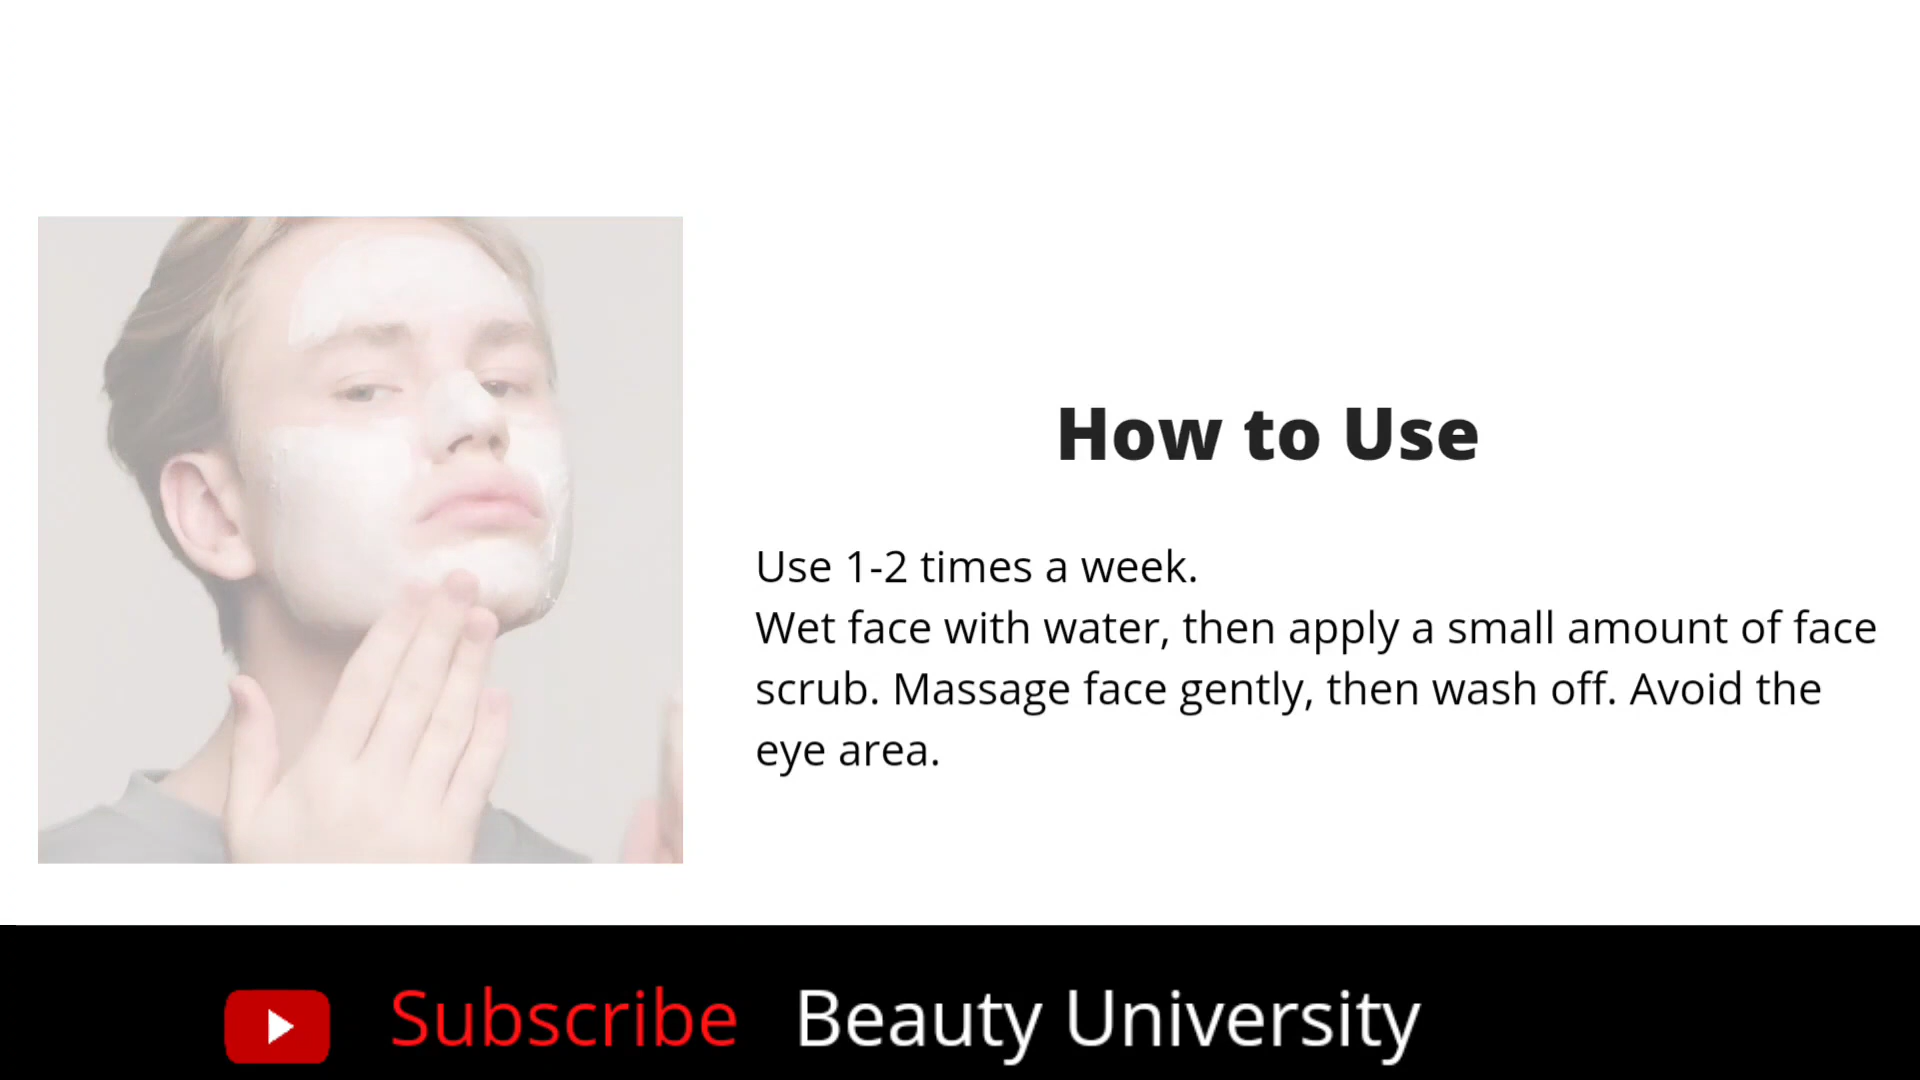 How to Use
Use 1-2 times a week.
Wet face with water, then apply a small amount of face
scrub. Massage face gently, then wash off. Avoid the
eye area.
Subscribe Beauty University